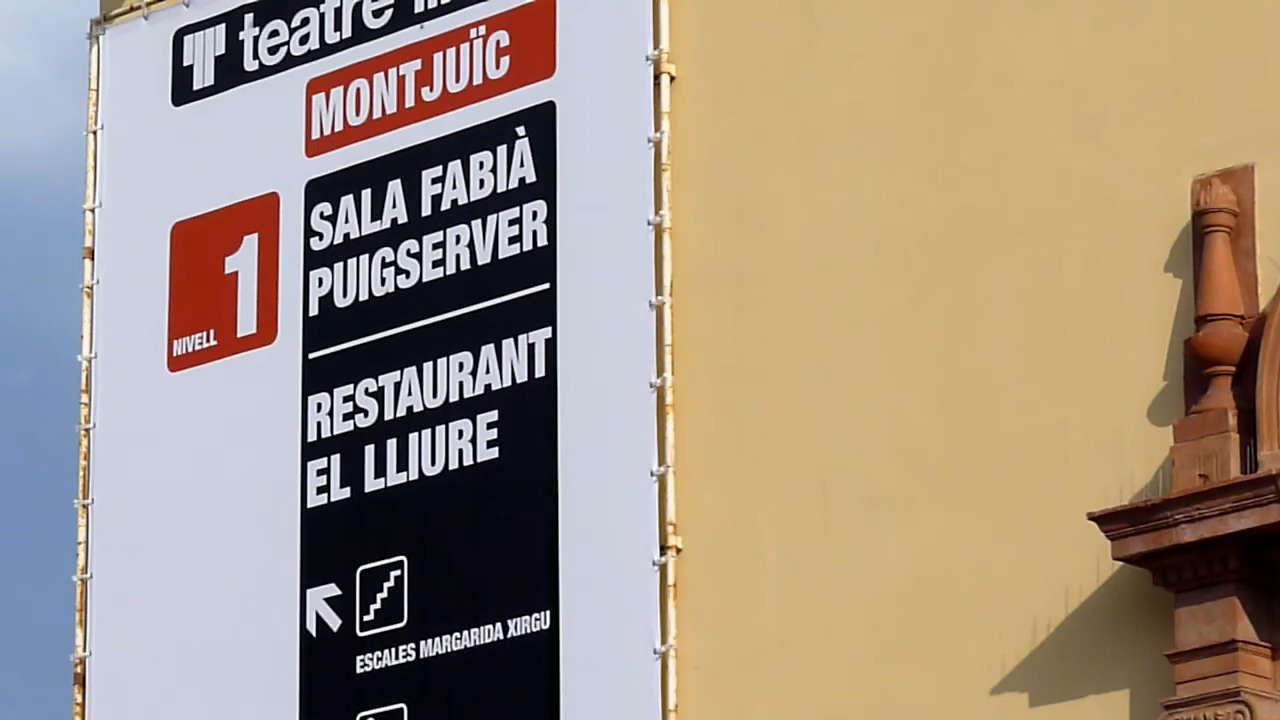 teatre
MONTJUÏC
SALA FABIÀ
PUIGSERVER
1
NIVELL
RESTAURANT
EL LLIURE
ESCALES MARGARIDA XIRGU